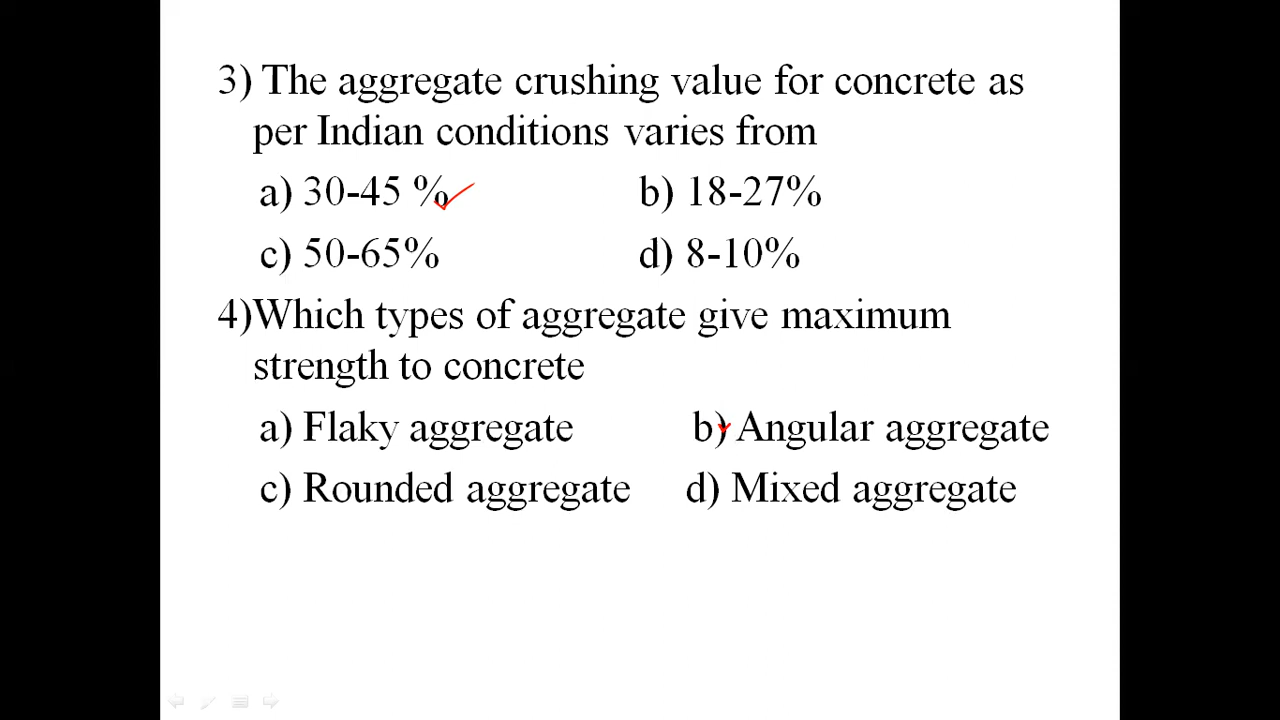 3) The aggregate crushing value for concrete as
per Indian conditions varies from
a) 30-45 % b) 18-27%
c) 50-65% d) 8-10%
4)Which types of aggregate give maximum
strength to concrete
a) Flaky aggregate b) Angular aggregate
c) Rounded aggregate d) Mixed aggregate